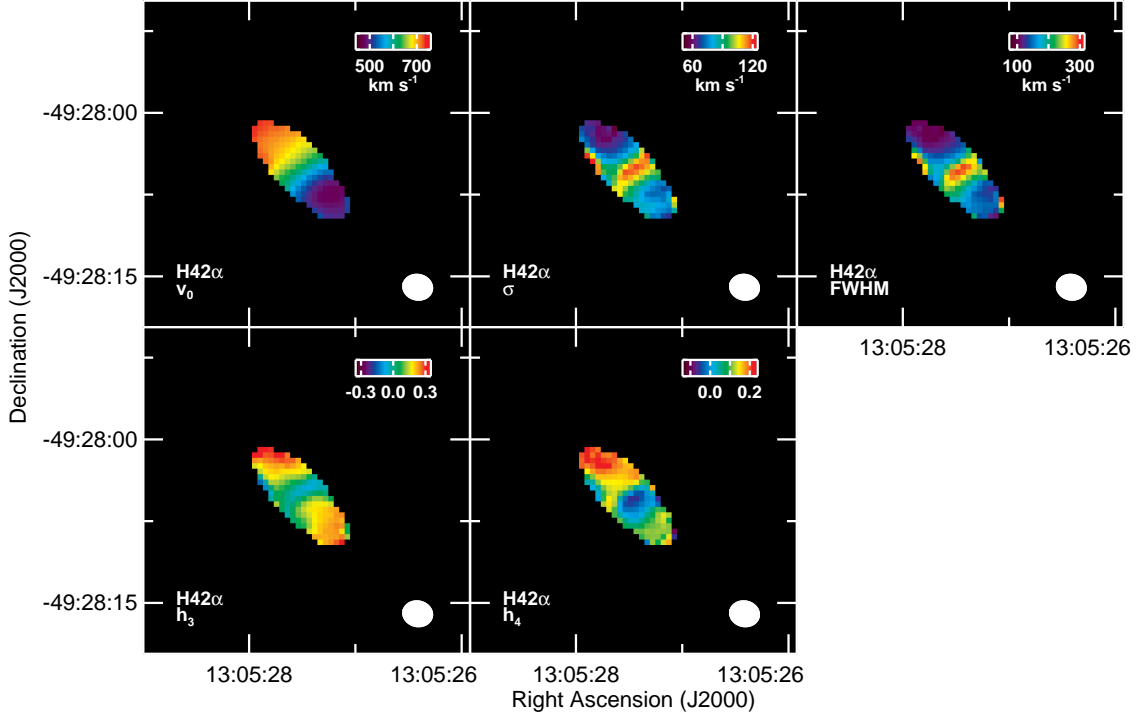 500 700
km s⁻¹
H42α
v₀
60 120
km s⁻¹
H42α
σ
100 300
km s⁻¹
H42α
FWHM
-49:28:00
-49:28:15
13:05:28 13:05:26
-0.3 0.0 0.3
H42α
h₃
0.0 0.2
H42α
h₄
-49:28:00
-49:28:15
13:05:28 13:05:26
13:05:28 13:05:26
Declination (J2000)
Right Ascension (J2000)